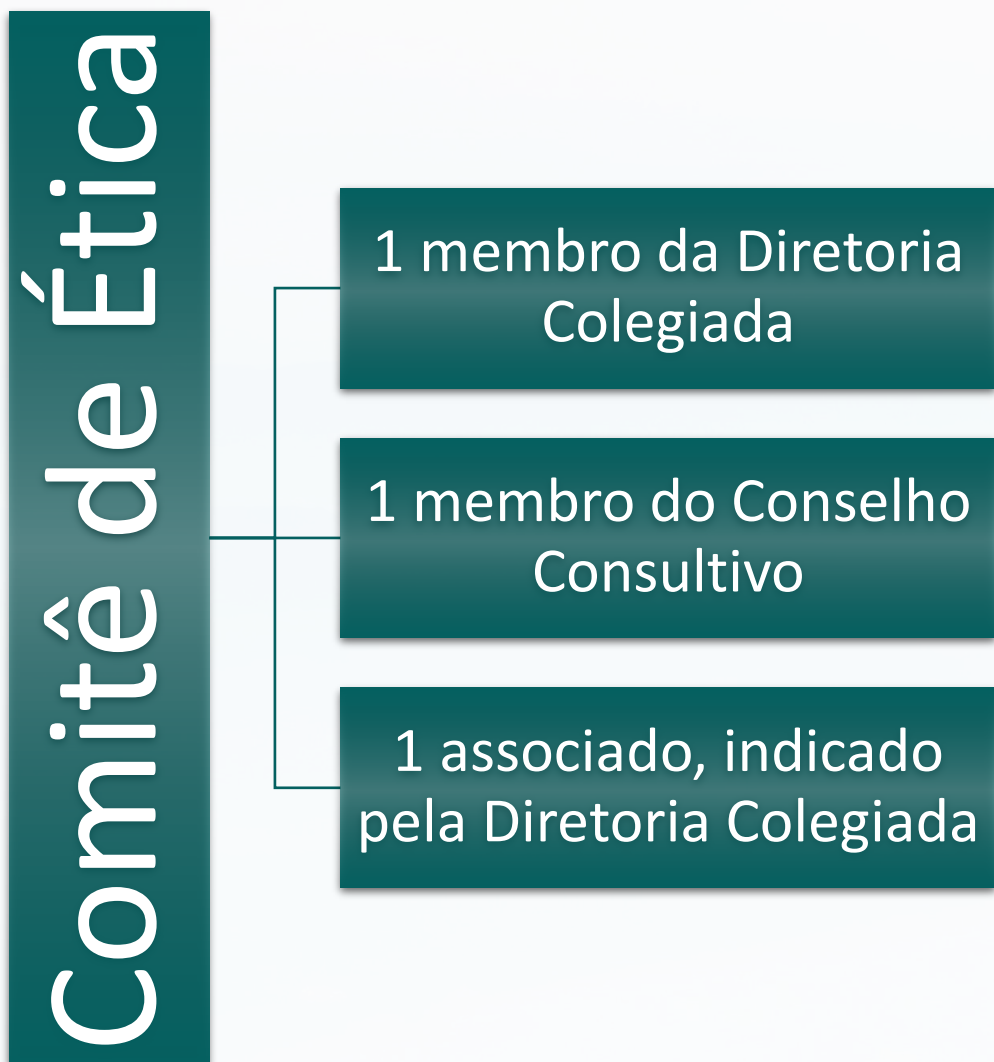 Comitê de Ética
1 membro da Diretoria
Colegiada
1 membro do Conselho
Consultivo
1 associado, indicado
pela Diretoria Colegiada